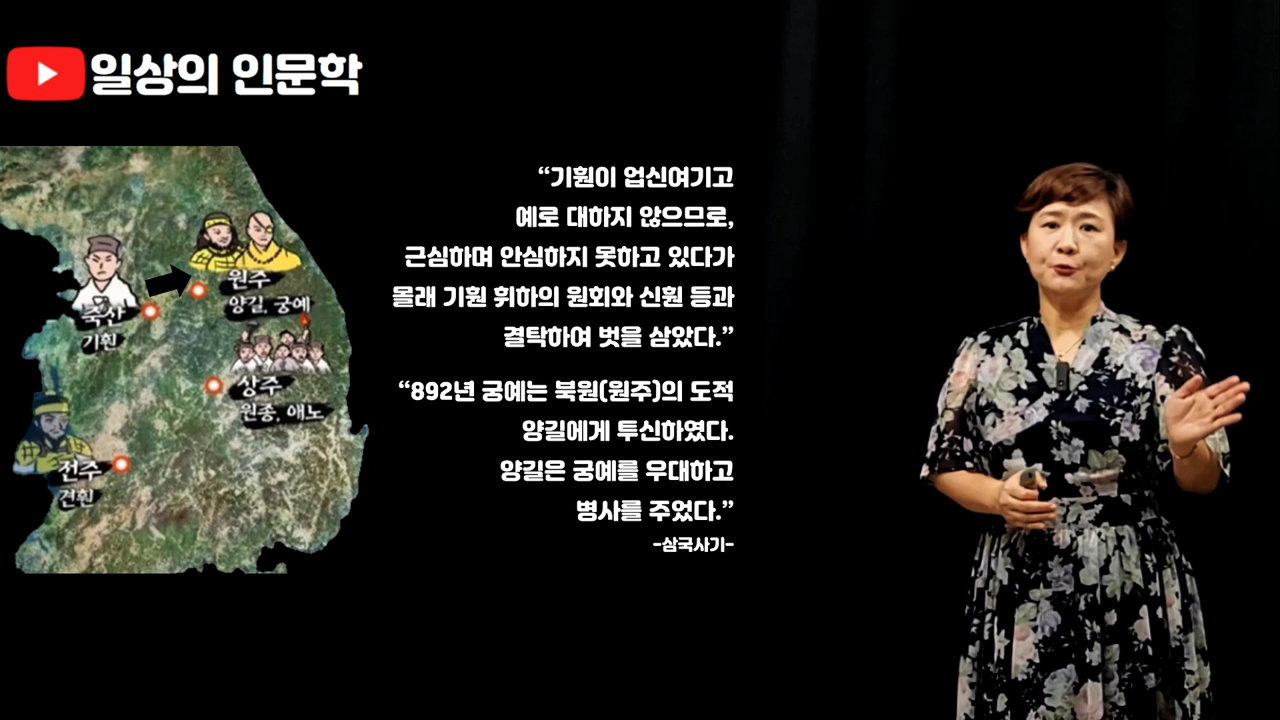 일상의 인문학
“기훤이 업신여기고
예로 대하지 않으므로,
근심하며 안심하지 못하고 있다가
몰래 기훤 휘하의 원회와 신훤 등과
결탁하여 벗을 삼았다.”
“892년 궁예는 북원(원주)의 도적
양길에게 투신하였다.
양길은 궁예를 우대하고
병사를 주었다.”
-삼국사기-
원주
양길, 궁예
죽산
기훤
상주
원종, 애노
전주
견훤